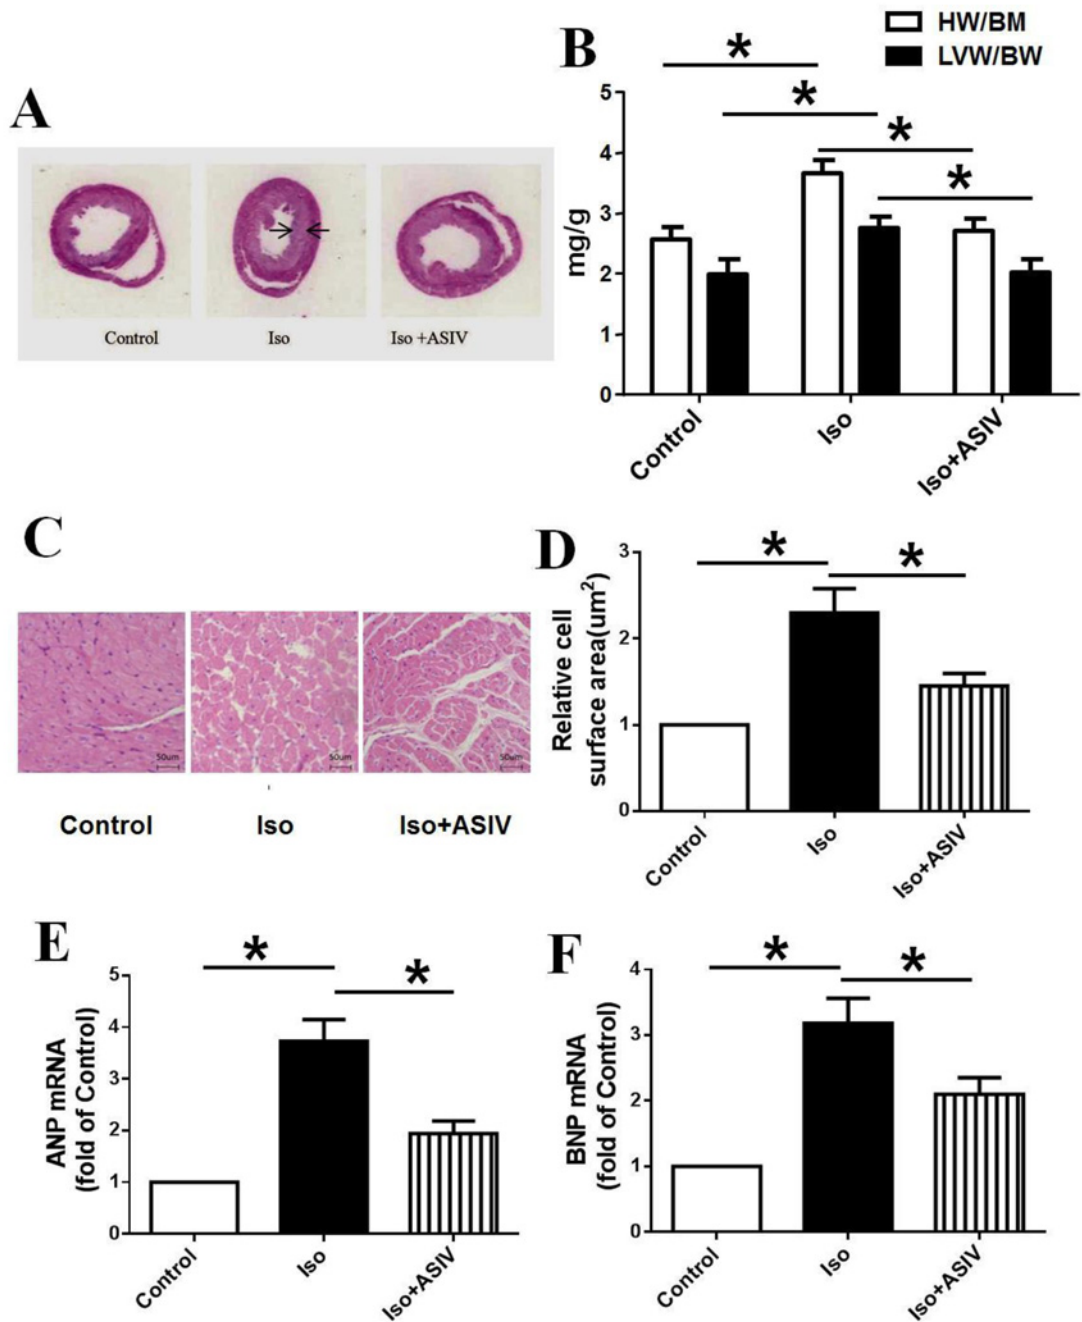 A
Control
Iso
Iso +ASIV
B
HW/BM
LVW/BW
*
*
*
*
mg/g
5
4
3
2
1
0
Control
Iso
Iso+ASIV
C
50um
50um
50um
Control
Iso
Iso+ASIV
D
*
*
Relative cell
surface area(um²)
3
2
1
0
Control
Iso
Iso+ASIV
E
*
*
ANP mRNA
(fold of Control)
5
4
3
2
1
0
Control
Iso
Iso+ASIV
F
*
*
BNP mRNA
(fold of Control)
4
3
2
1
0
Control
Iso
Iso+ASIV